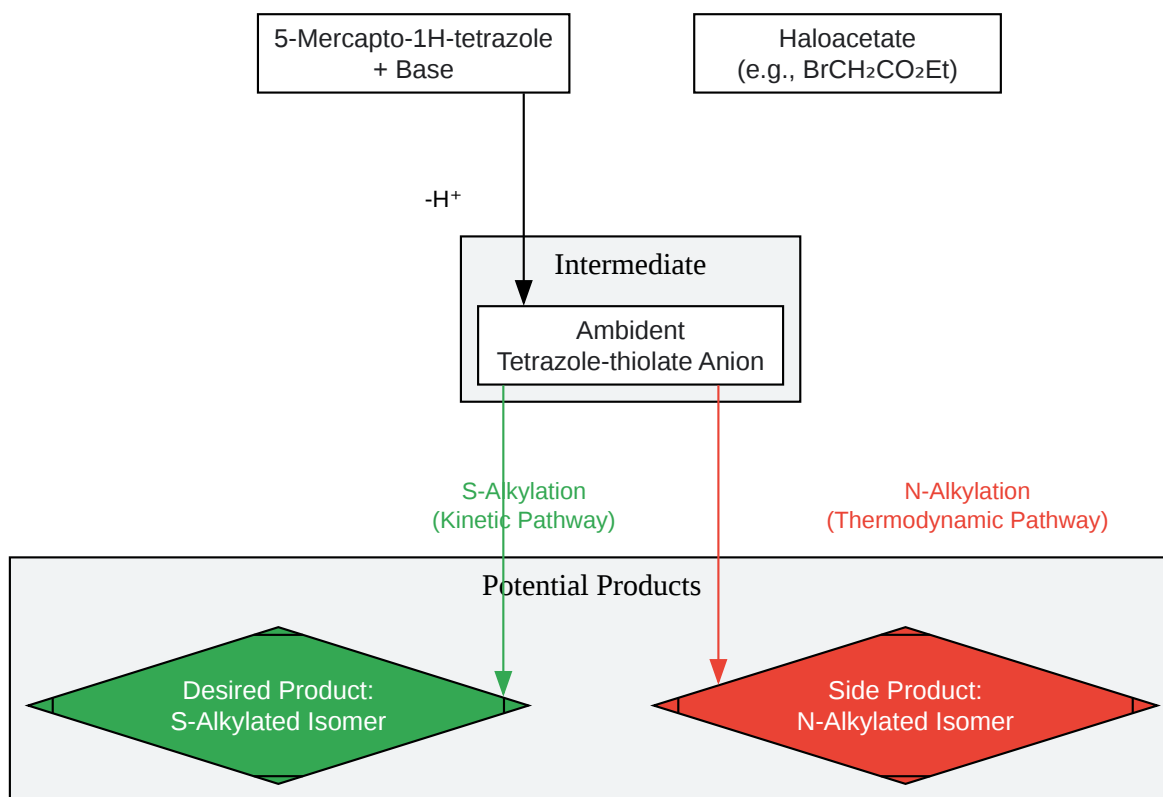 5-Mercapto-1H-tetrazole
+ Base
Haloacetate
(e.g., BrCH₂CO₂Et)
-H⁺
Intermediate
Ambident
Tetrazole-thiolate Anion
S-Alkylation
(Kinetic Pathway)
N-Alkylation
(Thermodynamic Pathway)
Potential Products
Desired Product:
S-Alkylated Isomer
Side Product:
N-Alkylated Isomer